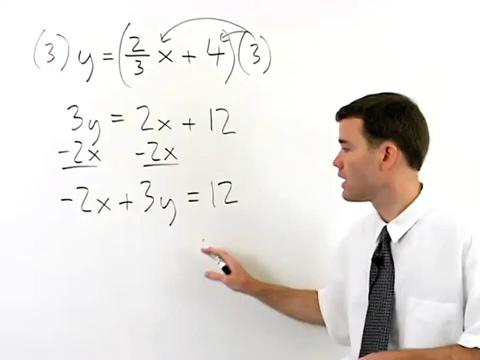 (3) y = (2/3 x + 4)(3)
3y = 2x + 12
-2x -2x
-2x + 3y = 12